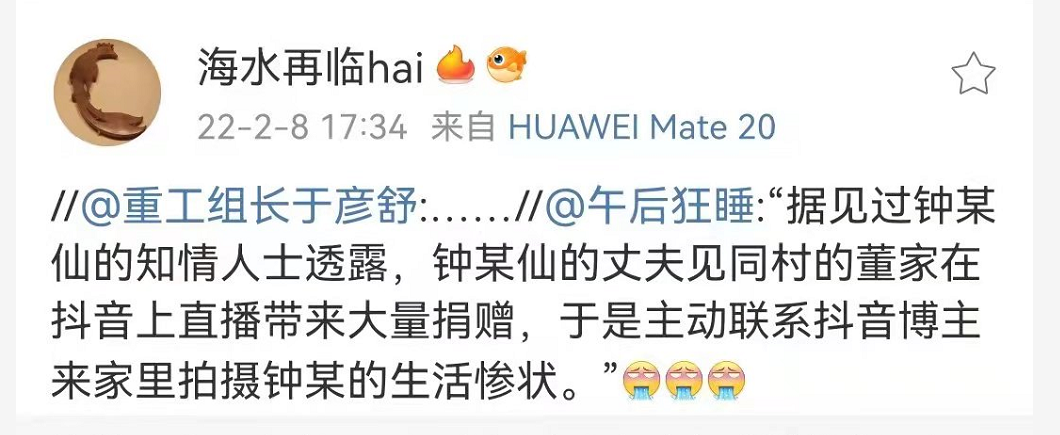 海水再临hai
22-2-8 17:34 来自 HUAWEI Mate 20
//@重工组长于彦舒:……//@午后狂睡:“据见过钟某
仙的知情人士透露，钟某仙的丈夫见同村的董家在
抖音上直播带来大量捐赠，于是主动联系抖音博主
来家里拍摄钟某的生活惨状。”